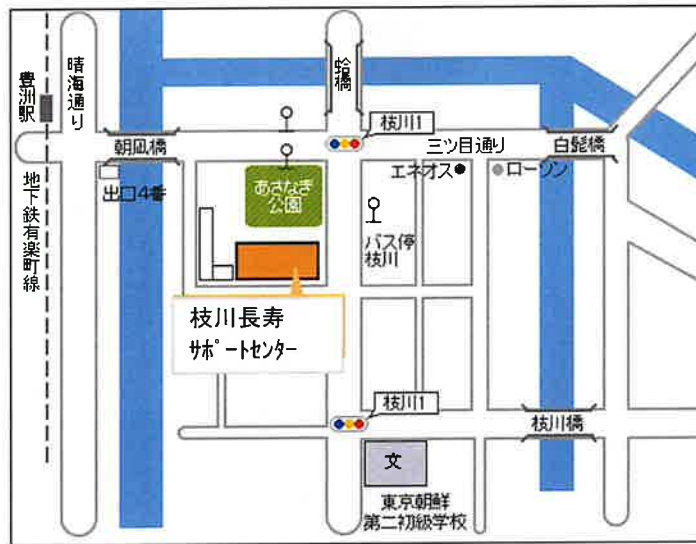 豊洲駅
晴海通り
蛤橋
枝川1
朝凪橋
三ツ目通り
白髭橋
エネオス
ローソン
出口4番
あさなぎ
公園
バス停
枝川
地下鉄有楽町線
枝川長寿
サポートセンター
枝川1
枝川橋
文
東京朝鮮
第二初級学校